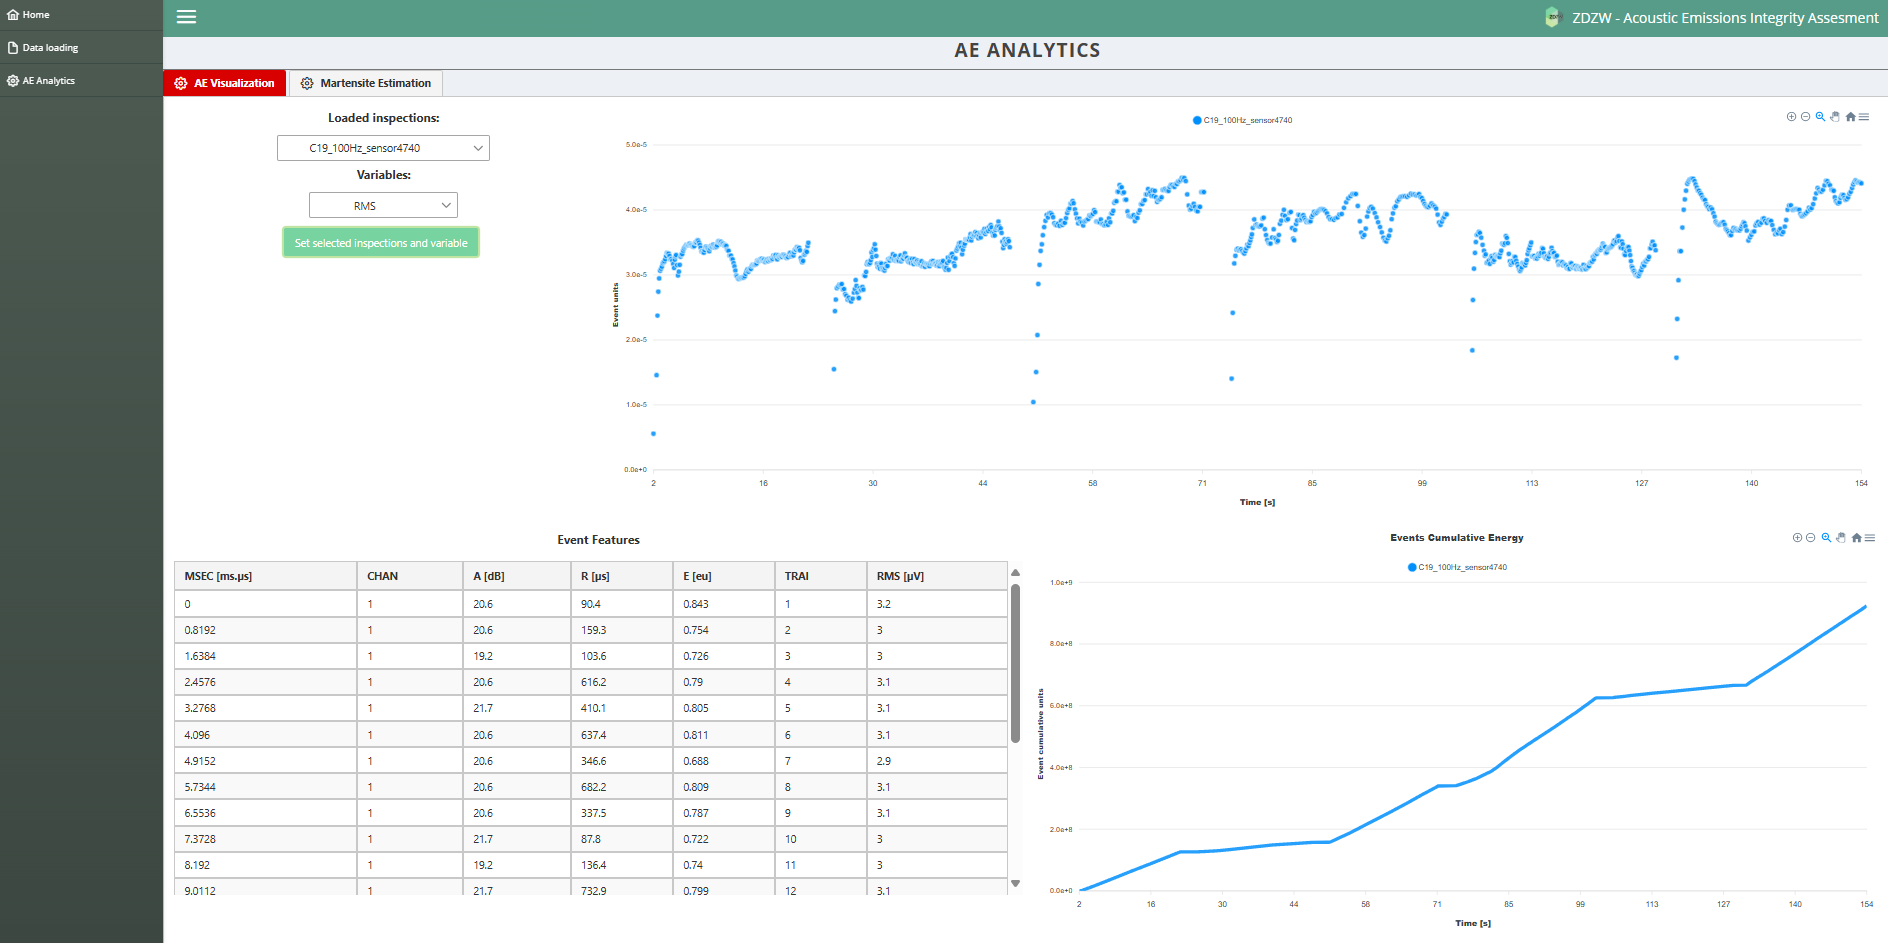 Home
Data loading
AE Analytics
ZDZW - Acoustic Emissions Integrity Assesment
AE ANALYTICS
AE Visualization
Martensite Estimation
Loaded inspections:
C19_100Hz_sensor4740
Variables:
RMS
Set selected inspections and variable
C19_100Hz_sensor4740
5.0e-5
4.0e-5
3.0e-5
2.0e-5
1.0e-5
0.0e+0
Event units
2 16 30 44 58 71 85 99 113 127 140 154
Time [s]
Event Features
MSEC [ms.µs] CHAN A [dB] R [µs] E [eu] TRAI RMS [µV]
0 1 20.6 90.4 0.843 1 3.2
0.8192 1 20.6 159.3 0.754 2 3
1.6384 1 19.2 103.6 0.726 3 3
2.4576 1 20.6 616.2 0.79 4 3.1
3.2768 1 21.7 410.1 0.805 5 3.1
4.096 1 20.6 637.4 0.811 6 3.1
4.9152 1 20.6 346.6 0.688 7 2.9
5.7344 1 20.6 682.2 0.809 8 3.1
6.5536 1 20.6 337.5 0.787 9 3.1
7.3728 1 21.7 87.8 0.722 10 3
8.192 1 19.2 136.4 0.74 11 3
9.0112 1 21.7 732.9 0.799 12 3.1
Events Cumulative Energy
C19_100Hz_sensor4740
1.0e+9
8.0e+8
6.0e+8
4.0e+8
2.0e+8
0.0e+0
Event cumulative units
2 16 30 44 58 71 85 99 113 127 140 154
Time [s]